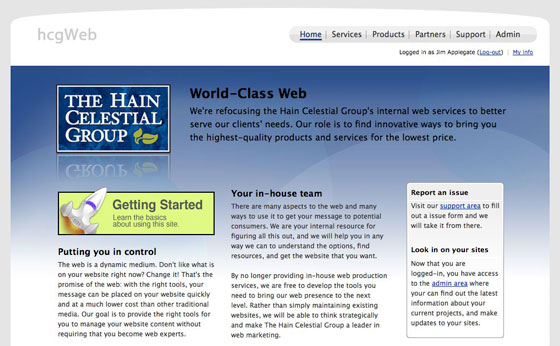 hcgWeb
Home | Services | Products | Partners | Support | Admin
Logged in as Jim Applegate (Log-out) | My info
THE HAIN
CELESTIAL
GROUP
World-Class Web
We're refocusing the Hain Celestial Group's internal web services to better
serve our clients' needs. Our role is to find innovative ways to bring you
the highest-quality products and services for the lowest price.
Getting Started
Learn the basics
about using this site.
Putting you in control
The web is a dynamic medium. Don't like what is
on your website right now? Change it! That's the
promise of the web: with the right tools, your
message can be placed on your website quickly
and at a much lower cost than other traditional
media. Our goal is to provide the right tools for
you to manage your website content without
requiring that you become web experts.
Your in-house team
There are many aspects to the web and many
ways to use it to get your message to potential
consumers. We are your internal resource for
figuring all this out, and we will help you in any
way we can to understand the options, find
resources, and get the website that you want.
By no longer providing in-house web production
services, we are free to develop the tools you
need to bring our web presence to the next
level. Rather than simply maintaining existing
websites, we will be able to think strategically
and make The Hain Celestial Group a leader in
web marketing.
Report an issue
Visit our support area to fill
out a issue form and we
will take it from there.
Look in on your sites
Now that you are
logged-in, you have access
to the admin area where
your can find out the latest
information about your
current projects, and make
updates to your sites.